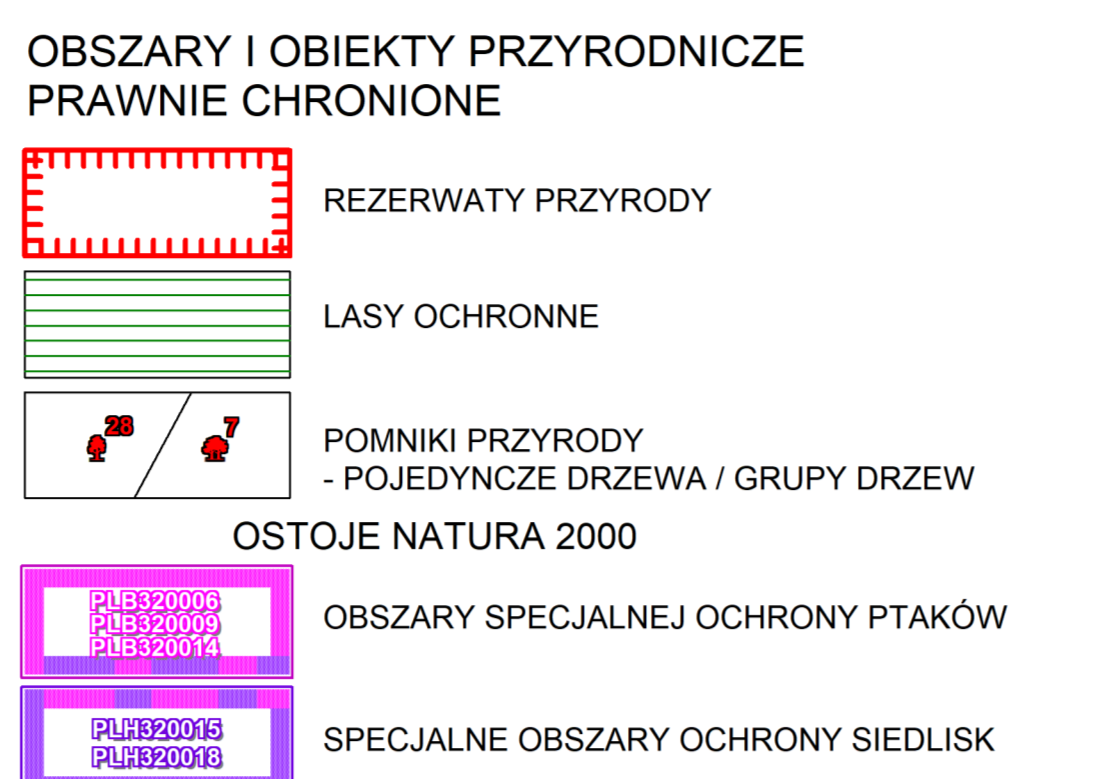 OBSZARY I OBIEKTY PRZYRODNICZE
PRAWNIE CHRONIONE
REZERWATY PRZYRODY
LASY OCHRONNE
28 7
POMNIKI PRZYRODY
- POJEDYNCZE DRZEWA / GRUPY DRZEW
OSTOJE NATURA 2000
PLB320006
PLB320009
PLB320014
OBSZARY SPECJALNEJ OCHRONY PTAKÓW
PLH320015
PLH320018
SPECJALNE OBSZARY OCHRONY SIEDLISK